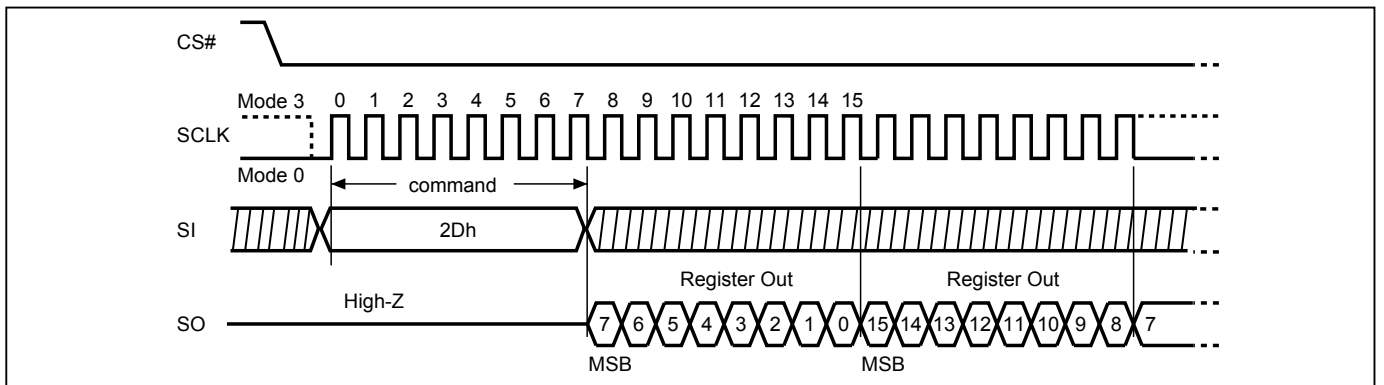 CS#
Mode 3 0 1 2 3 4 5 6 7 8 9 10 11 12 13 14 15
SCLK
Mode 0
command
SI 2Dh
Register Out Register Out
High-Z
SO 7 6 5 4 3 2 1 0 15 14 13 12 11 10 9 8 7
MSB MSB